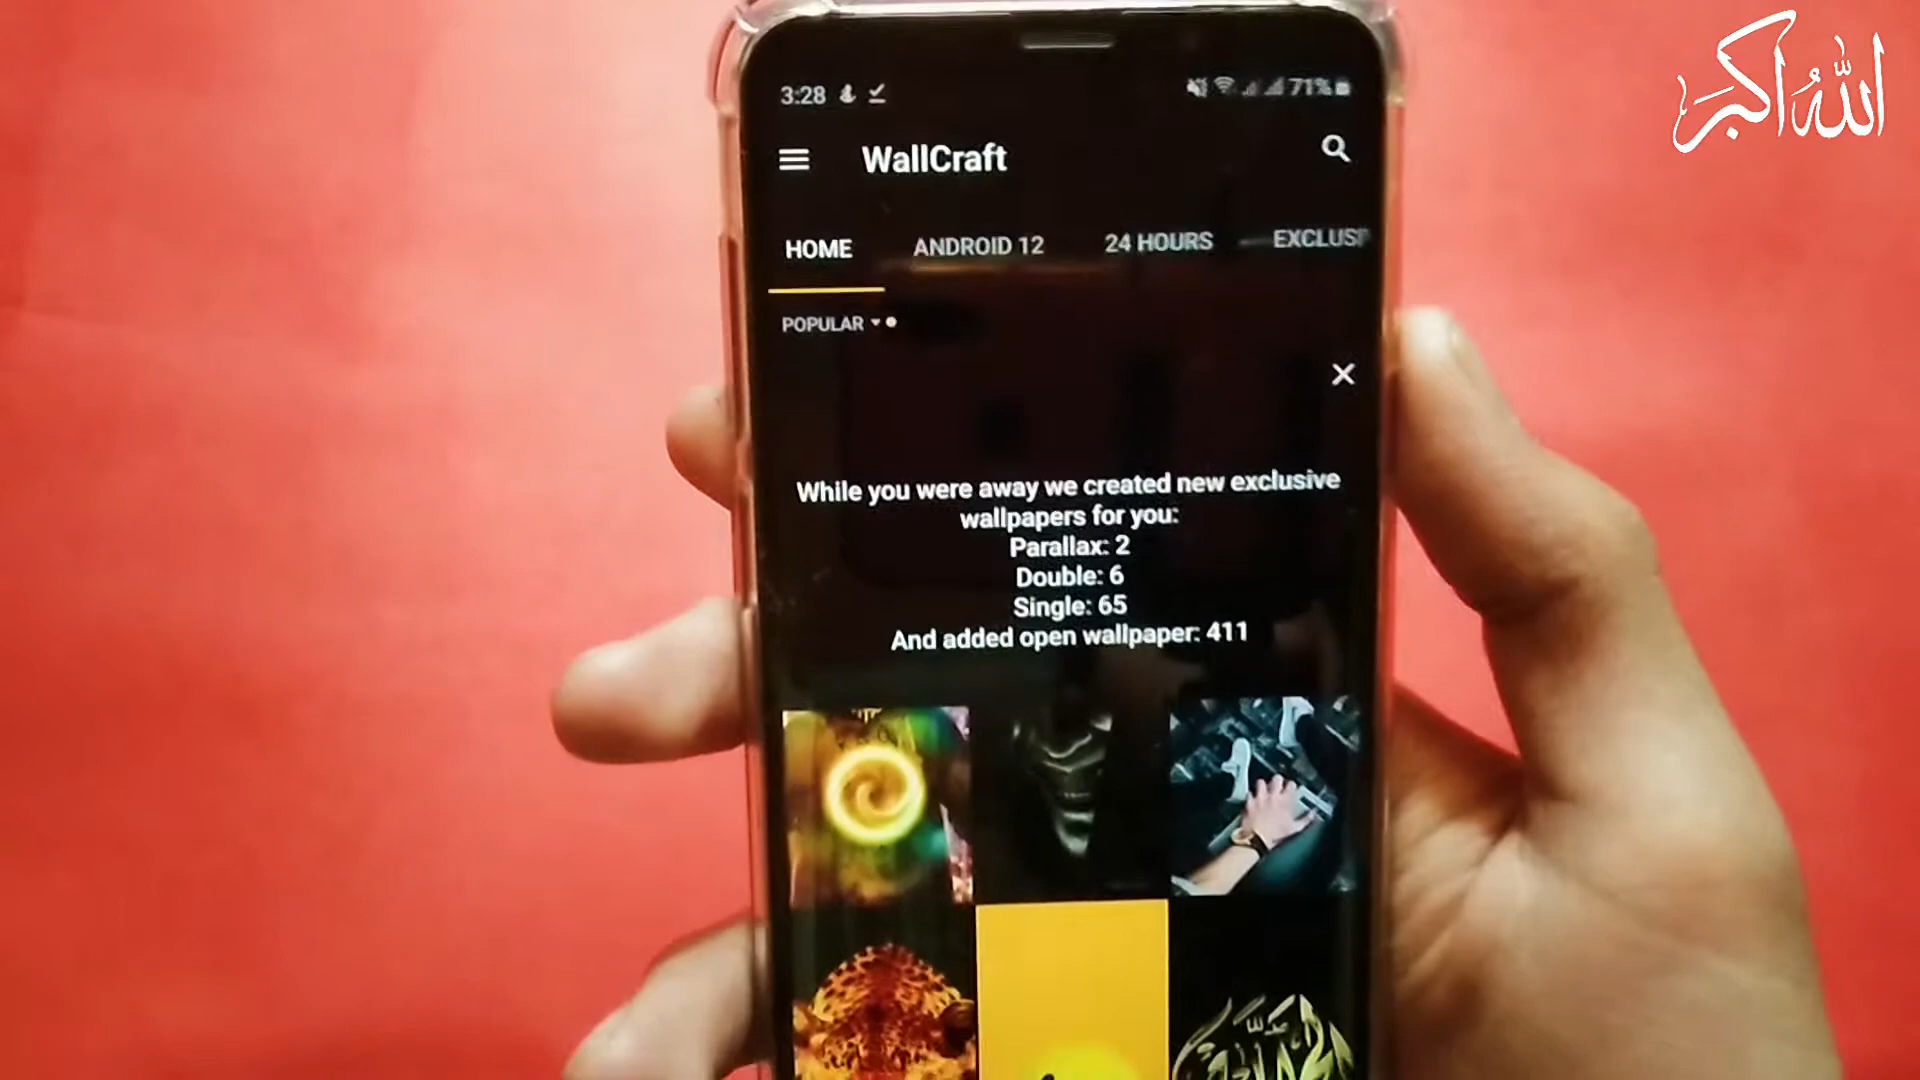 الله اكبر
3:28
71%
WallCraft
HOME ANDROID 12 24 HOURS EXCLUSI
POPULAR
While you were away we created new exclusive
wallpapers for you:
Parallax: 2
Double: 6
Single: 65
And added open wallpaper: 411